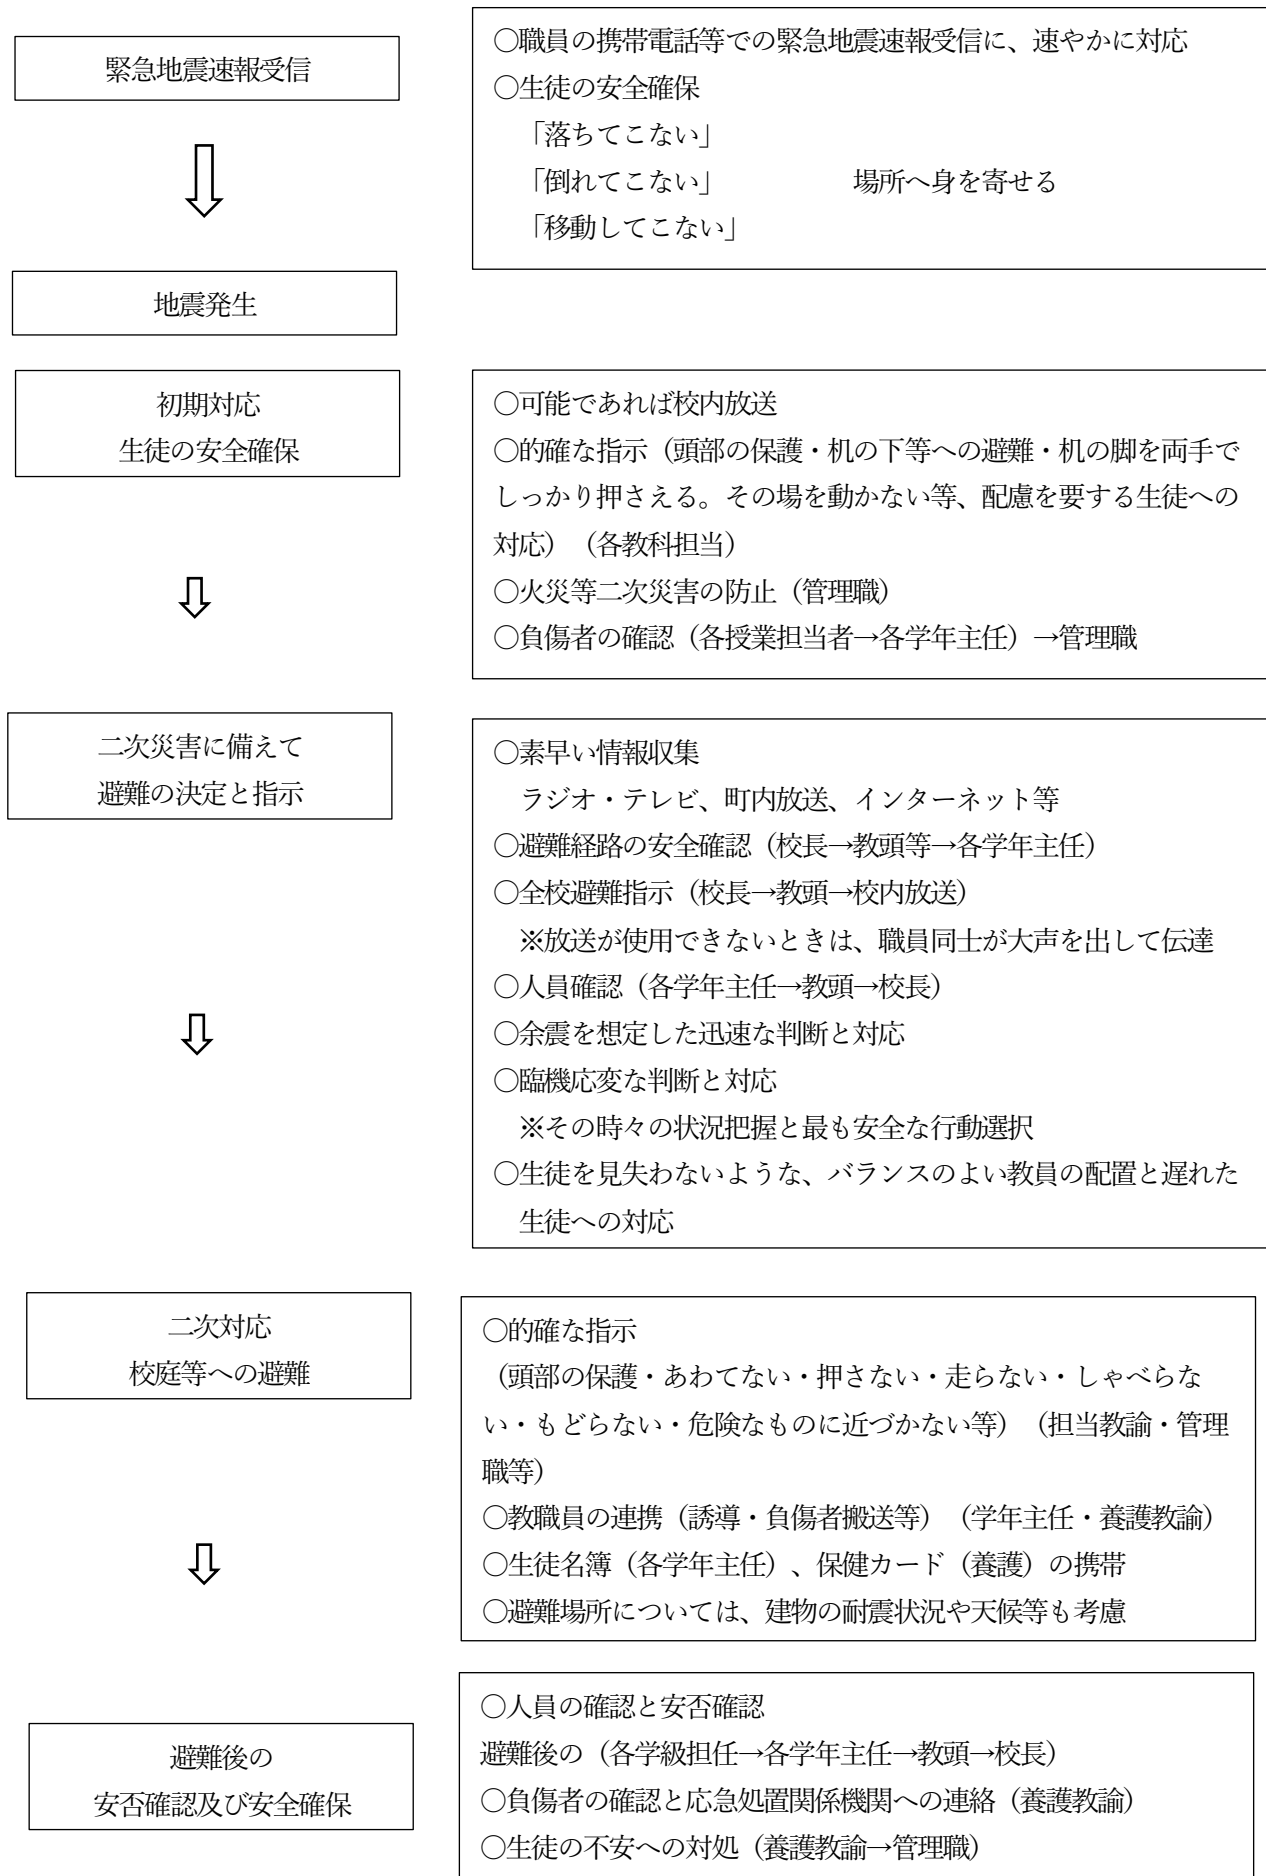 緊急地震速報受信
○職員の携帯電話等での緊急地震速報受信に、速やかに対応
○生徒の安全確保
「落ちてこない」
「倒れてこない」 場所へ身を寄せる
「移動してこない」
地震発生
初期対応
生徒の安全確保
○可能であれば校内放送
○的確な指示（頭部の保護・机の下等への避難・机の脚を両手で
しっかり押さえる。その場を動かない等、配慮を要する生徒への
対応）（各教科担当）
○火災等二次災害の防止（管理職）
○負傷者の確認（各授業担当者→各学年主任）→管理職
二次災害に備えて
避難の決定と指示
○素早い情報収集
ラジオ・テレビ、町内放送、インターネット等
○避難経路の安全確認（校長→教頭等→各学年主任）
○全校避難指示（校長→教頭→校内放送）
※放送が使用できないときは、職員同士が大声を出して伝達
○人員確認（各学年主任→教頭→校長）
○余震を想定した迅速な判断と対応
○臨機応変な判断と対応
※その時々の状況把握と最も安全な行動選択
○生徒を見失わないような、バランスのよい教員の配置と遅れた
生徒への対応
二次対応
校庭等への避難
○的確な指示
（頭部の保護・あわてない・押さない・走らない・しゃべらな
い・もどらない・危険なものに近づかない等）（担当教諭・管理
職等）
○教職員の連携（誘導・負傷者搬送等）（学年主任・養護教諭）
○生徒名簿（各学年主任）、保健カード（養護）の携帯
○避難場所については、建物の耐震状況や天候等も考慮
避難後の
安否確認及び安全確保
○人員の確認と安否確認
避難後の（各学級担任→各学年主任→教頭→校長）
○負傷者の確認と応急処置関係機関への連絡（養護教諭）
○生徒の不安への対処（養護教諭→管理職）